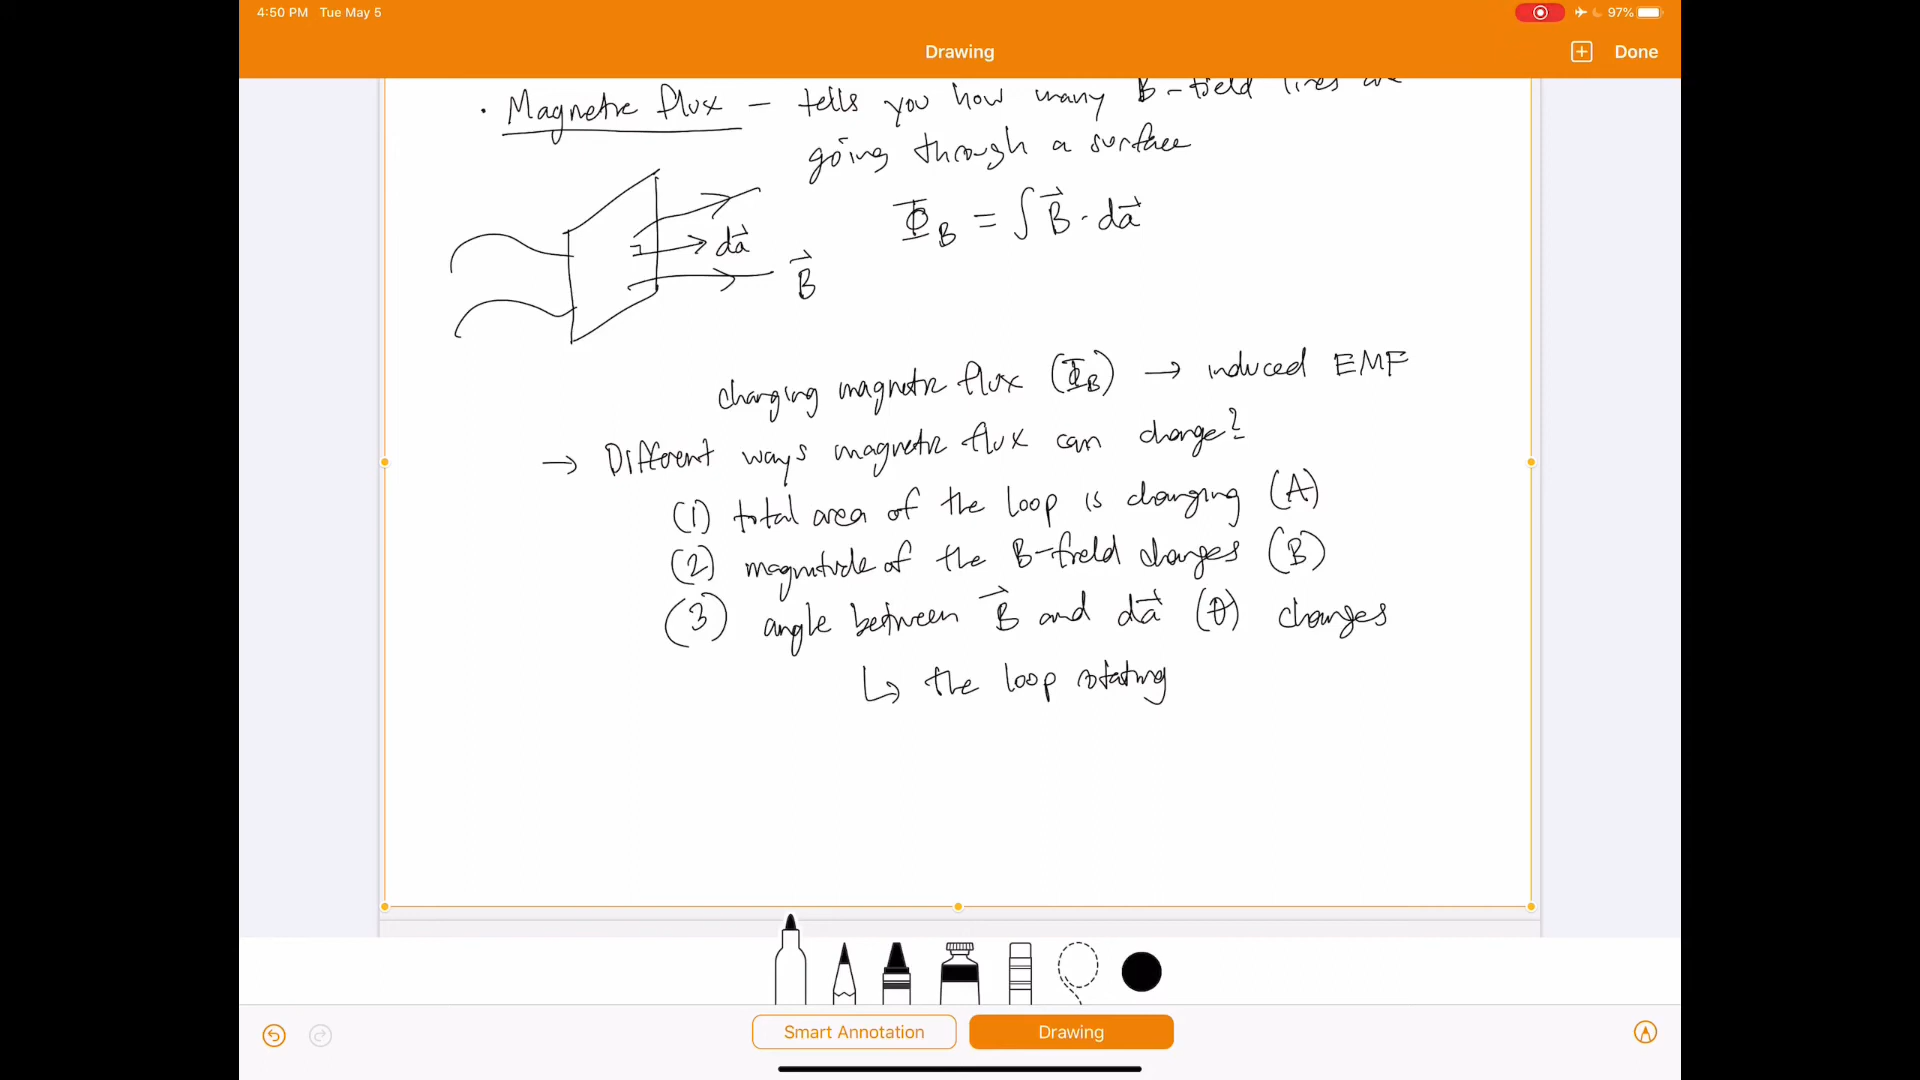 4:50 PM Tue May 5
97%
Drawing
Done
· Magnetic flux – tells you how many B-field lines are
going through a surface
Φ_B = ∫ B⃗ · da⃗
da⃗
B⃗
changing magnetic flux (Φ_B) → induced EMF
→ Different ways magnetic flux can change?
(1) total area of the loop is changing (A)
(2) magnitude of the B-field changes (B)
(3) angle between B⃗ and da⃗ (θ) changes
↳ the loop rotating
Smart Annotation
Drawing